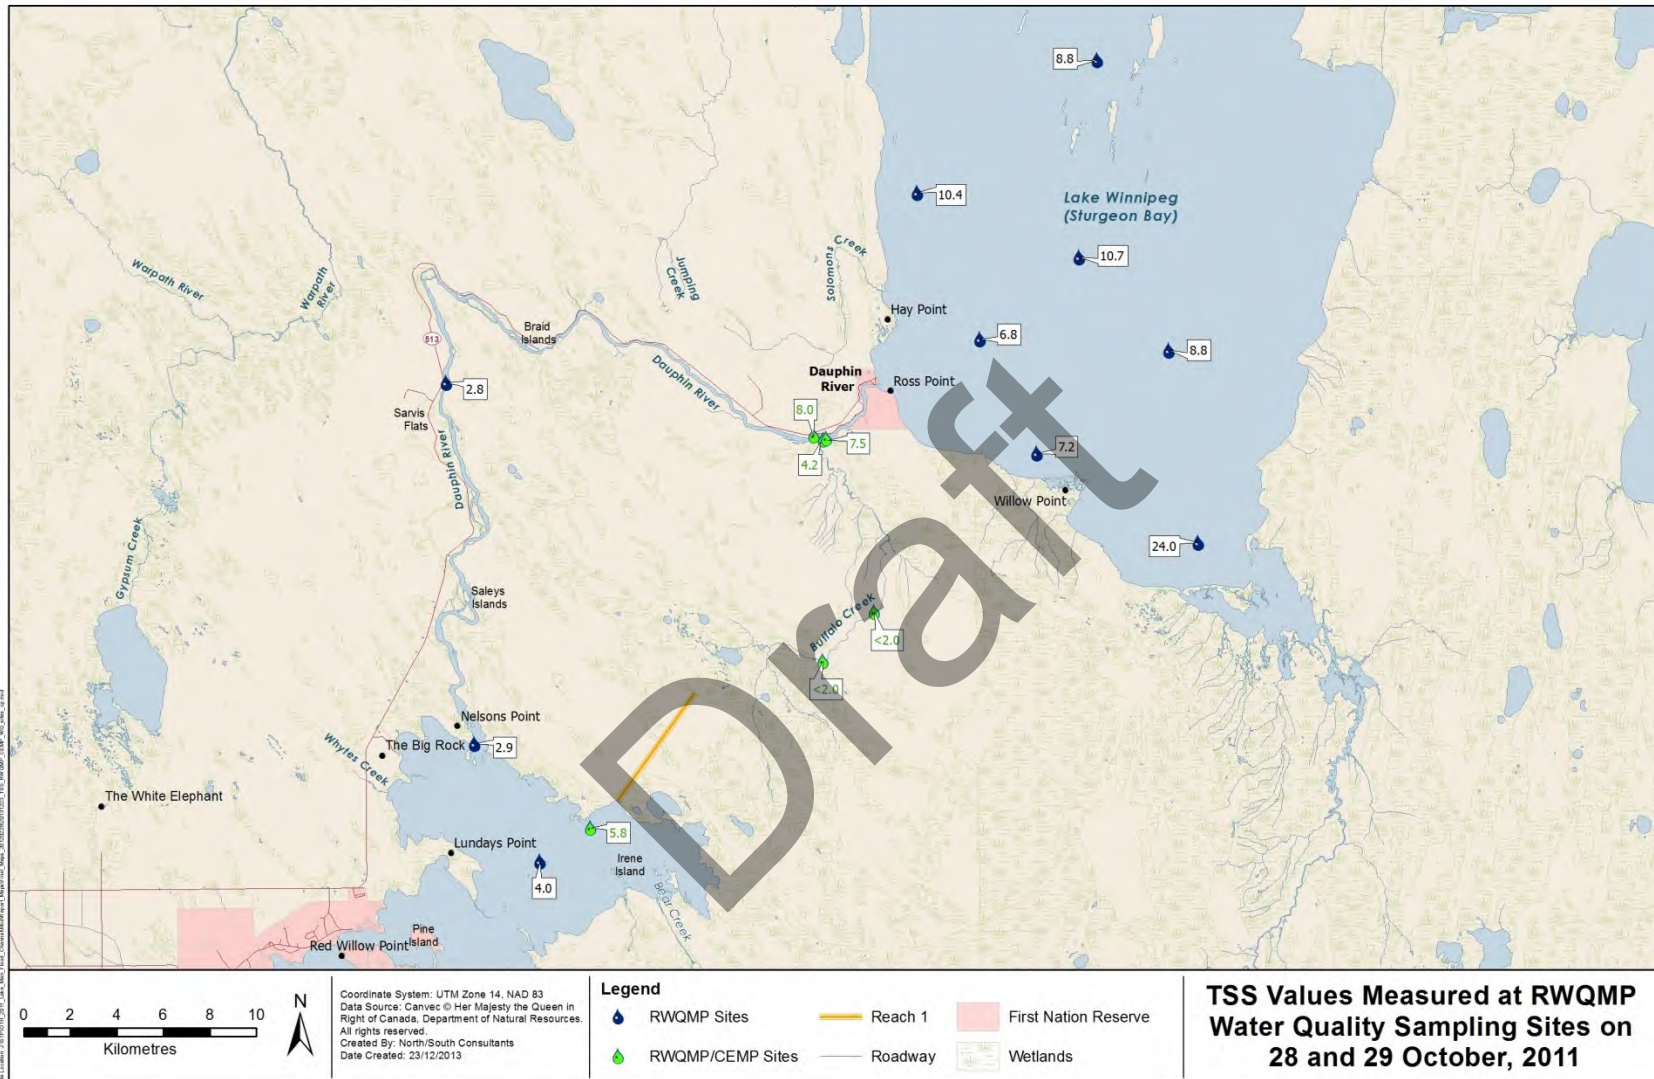 8.8
10.4
Lake Winnipeg
(Sturgeon Bay)
10.7
Warpath River
Warpath
River
Jumping
Creek
Solomons
Creek
Hay Point
Braid
Islands
513
6.8
8.8
Dauphin River
Dauphin
River
Ross Point
2.8
Sarvis
Flats
8.0
7.5
4.2
7.2
Dauphin River
Willow Point
24.0
Gypsum Creek
Saleys
Islands
Buffalo Creek
<2.0
<2.0
Nelsons Point
The Big Rock
2.9
Whytes Creek
The White Elephant
5.8
Lundays Point
Irene
Island
4.0
Bear Creek
Pine
Island
Red Willow Point
Draft
0 2 4 6 8 10
Kilometres
N
Coordinate System: UTM Zone 14, NAD 83
Data Source: Canvec © Her Majesty the Queen in
Right of Canada, Department of Natural Resources.
All rights reserved.
Created By: North/South Consultants
Date Created: 23/12/2013
Legend
RWQMP Sites
Reach 1
First Nation Reserve
RWQMP/CEMP Sites
Roadway
Wetlands
TSS Values Measured at RWQMP
Water Quality Sampling Sites on
28 and 29 October, 2011